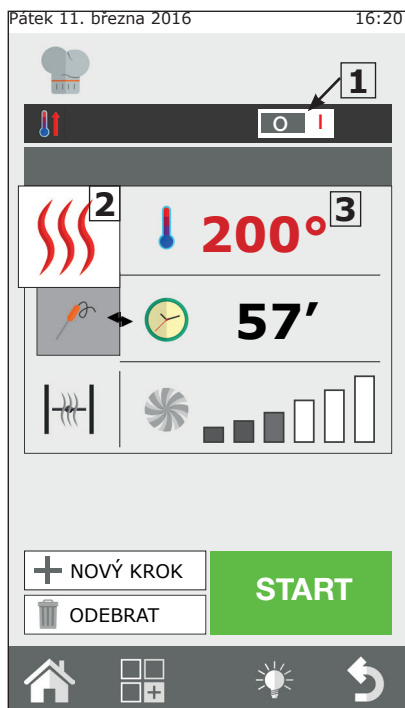 Pátek 11. března 2016 16:20
1
O I
2
200° 3
57′
NOVÝ KROK
START
ODEBRAT